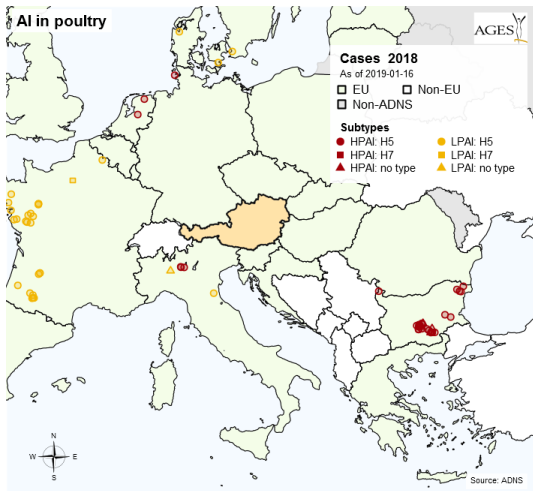 AI in poultry
AGES
Cases 2018
As of 2019-01-16
EU
Non-EU
Non-ADNS
Subtypes
HPAI: H5
LPAI: H5
HPAI: H7
LPAI: H7
HPAI: no type
LPAI: no type
N
W
E
S
Source: ADNS